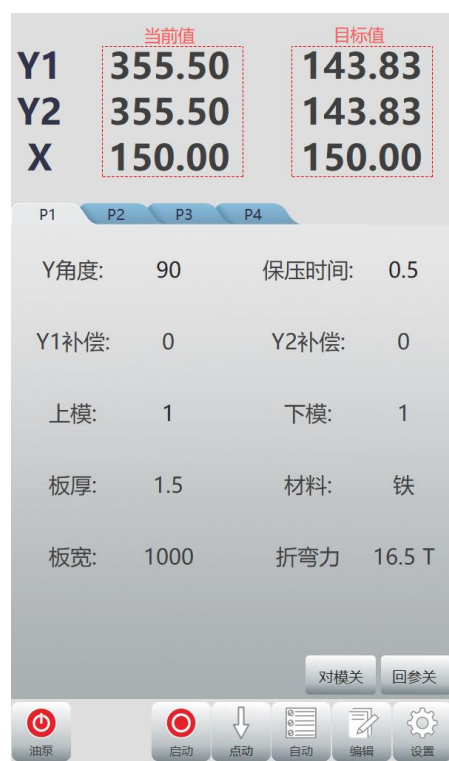 当前值 目标值
Y1 355.50 143.83
Y2 355.50 143.83
X 150.00 150.00
P1 P2 P3 P4
Y角度: 90 保压时间: 0.5
Y1补偿: 0 Y2补偿: 0
上模: 1 下模: 1
板厚: 1.5 材料: 铁
板宽: 1000 折弯力 16.5 T
对模关 回参关
油泵 启动 点动 自动 编辑 设置